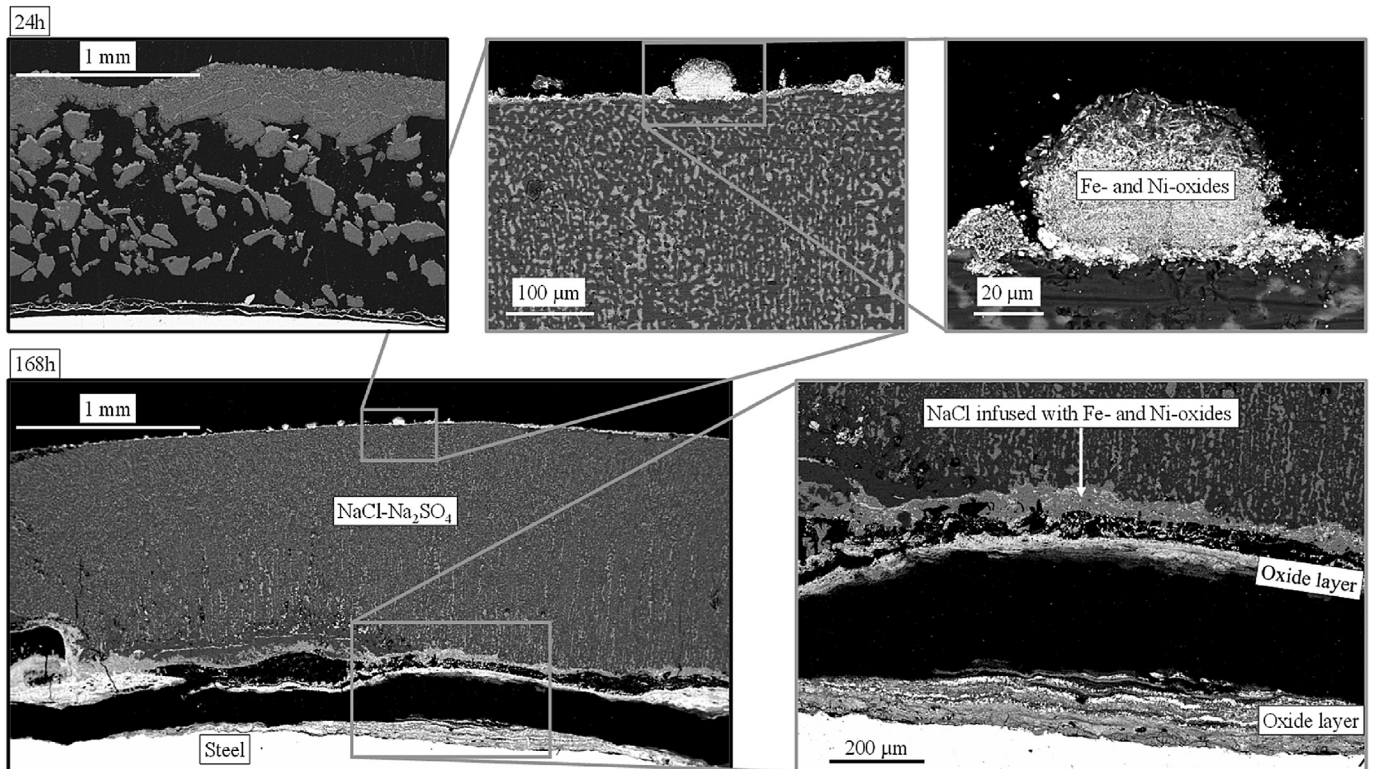 24h
1 mm
100 μm
Fe- and Ni-oxides
20 μm
168h
1 mm
NaCl-Na₂SO₄
Steel
NaCl infused with Fe- and Ni-oxides
Oxide layer
Oxide layer
200 μm